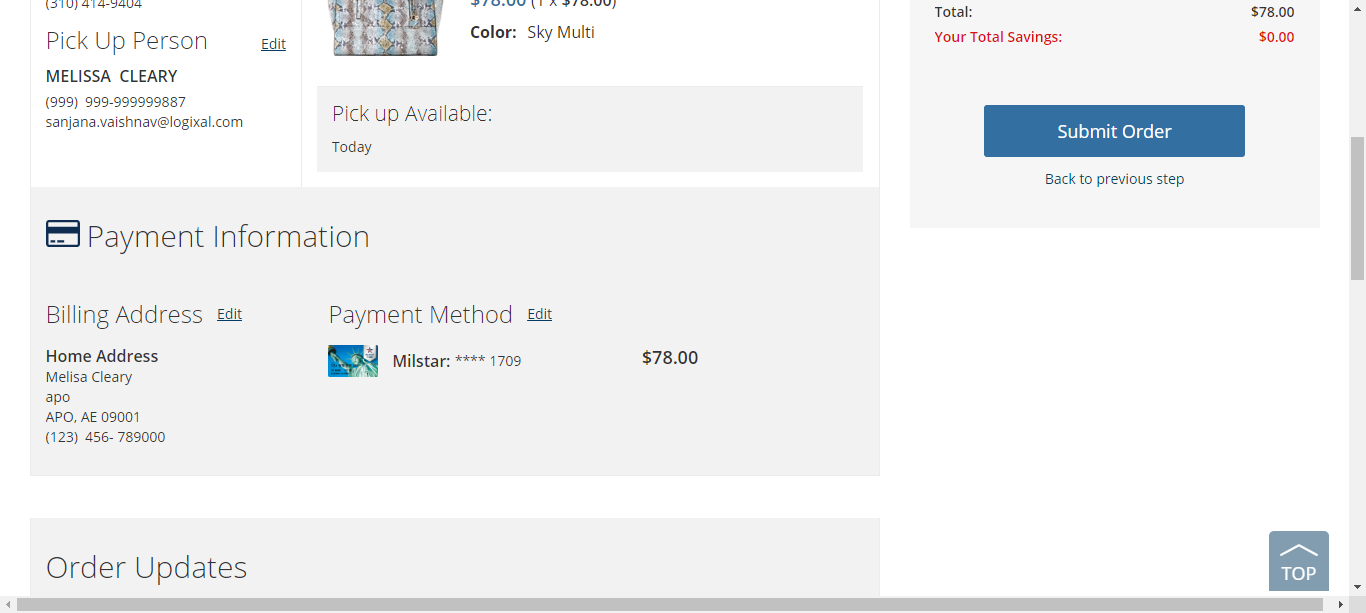 (310) 414-9404
Pick Up Person Edit
MELISSA CLEARY
(999) 999-999999887
sanjana.vaishnav@logixal.com
$78.00 (1 x $78.00)
Color: Sky Multi
Pick up Available:
Today
Payment Information
Billing Address Edit
Home Address
Melisa Cleary
apo
APO, AE 09001
(123) 456- 789000
Payment Method Edit
Milstar: **** 1709 $78.00
Order Updates
Total: $78.00
Your Total Savings: $0.00
Submit Order
Back to previous step
TOP